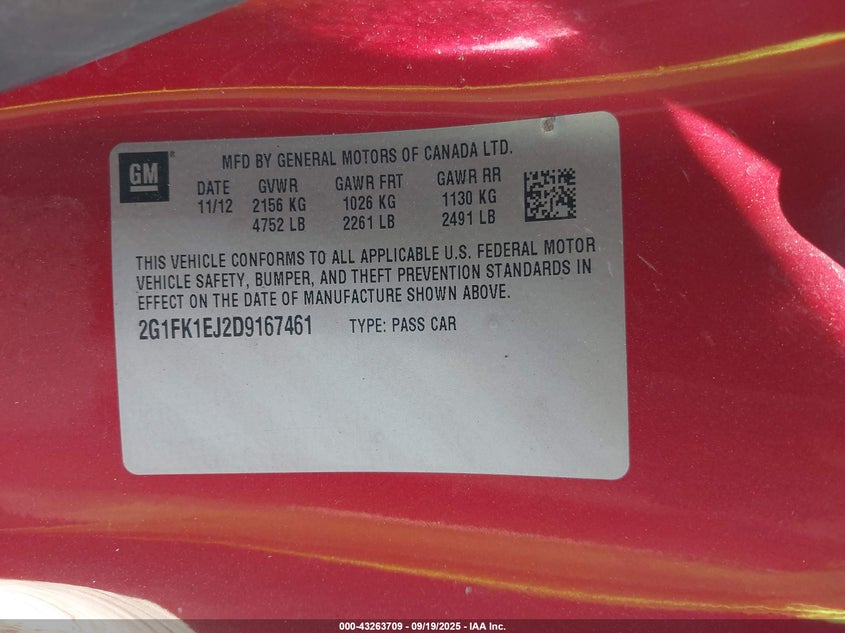 GM
MFD BY GENERAL MOTORS OF CANADA LTD.
DATE GVWR GAWR FRT GAWR RR
11/12 2156 KG 1026 KG 1130 KG
4752 LB 2261 LB 2491 LB
THIS VEHICLE CONFORMS TO ALL APPLICABLE U.S. FEDERAL MOTOR
VEHICLE SAFETY, BUMPER, AND THEFT PREVENTION STANDARDS IN
EFFECT ON THE DATE OF MANUFACTURE SHOWN ABOVE.
2G1FK1EJ2D9167461 TYPE: PASS CAR
000-43263709 - 09/19/2025 - IAA Inc.